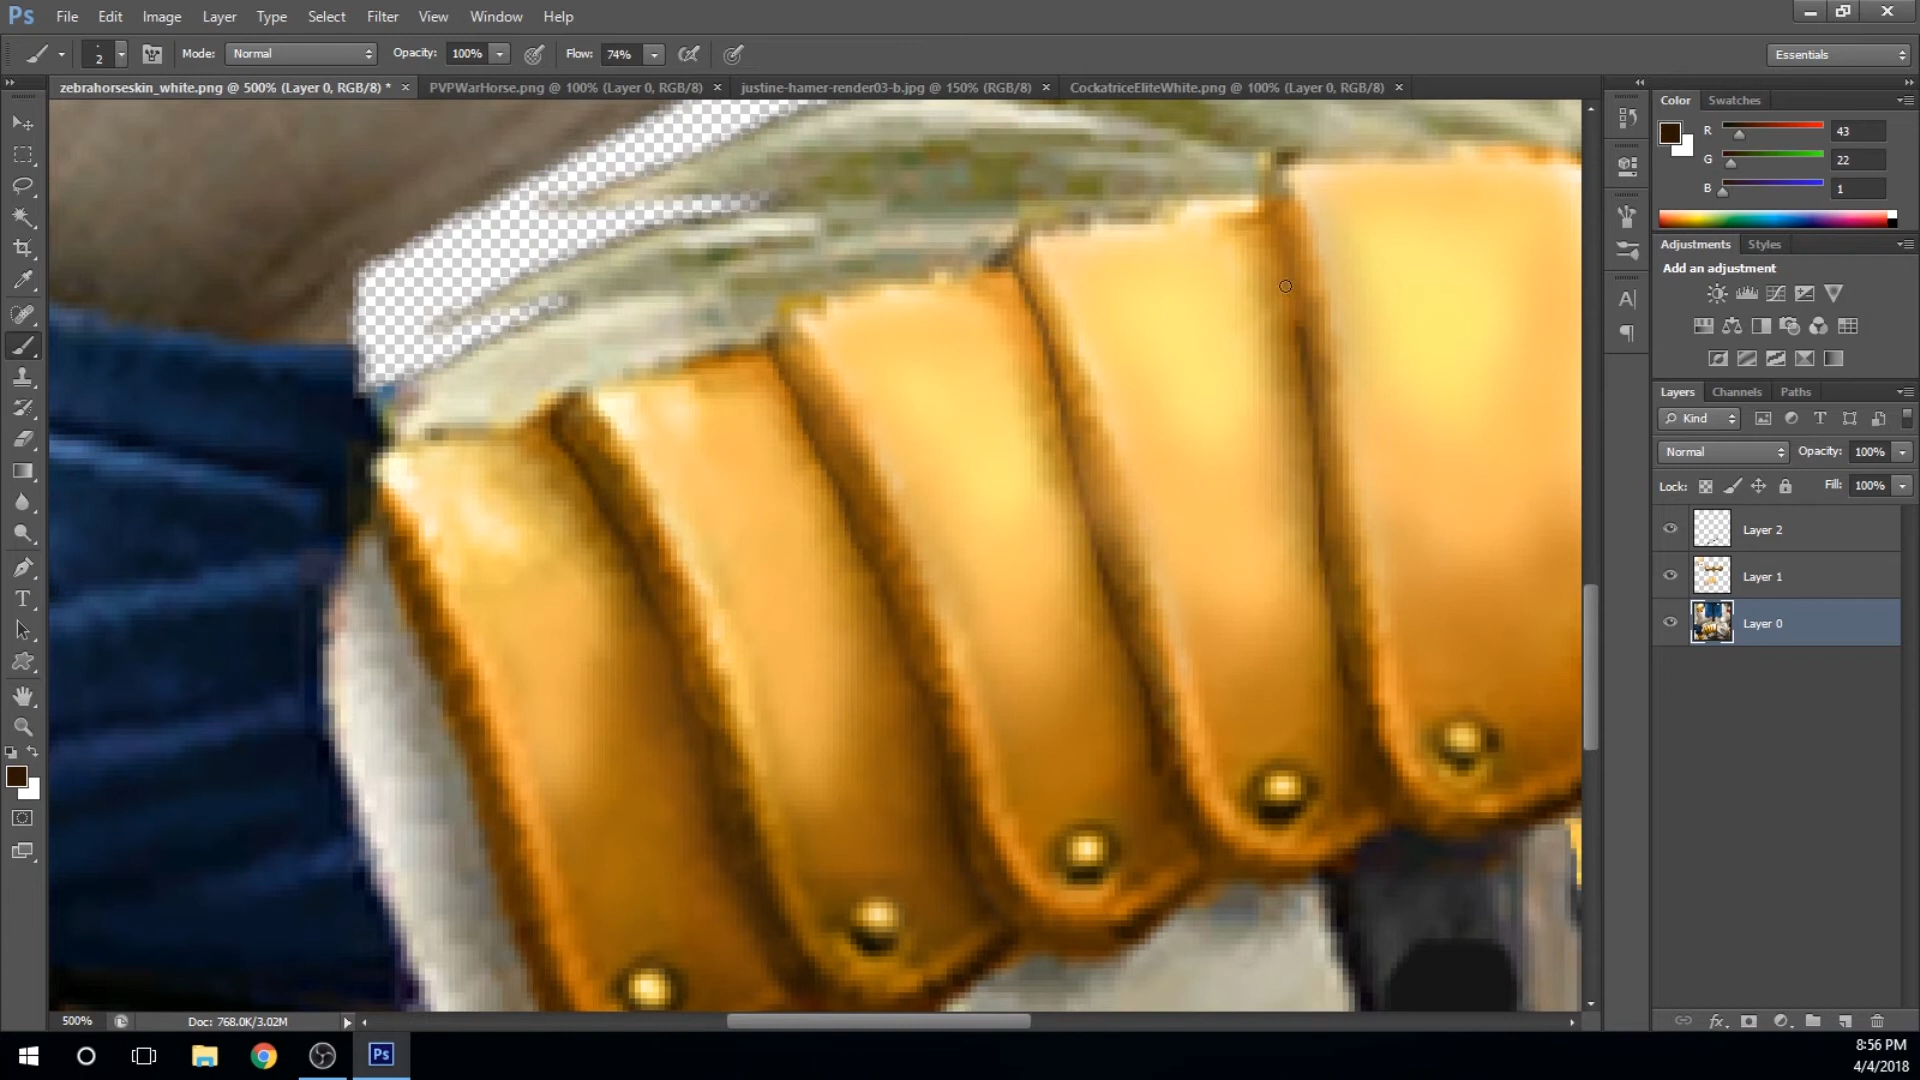 Ps File Edit Image Layer Type Select Filter View Window Help
2 Mode: Normal Opacity: 100% Flow: 74% Essentials
zebrahorseskin_white.png @ 500% (Layer 0, RGB/8) * × PVPWarHorse.png @ 100% (Layer 0, RGB/8) × justine-hamer-render03-b.jpg @ 150% (RGB/8) × CockatriceEliteWhite.png @ 100% (Layer 0, RGB/8) ×
Color Swatches
R 43
G 22
B 1
Adjustments Styles
Add an adjustment
Layers Channels Paths
Kind
Normal Opacity: 100%
Lock: Fill: 100%
Layer 2
Layer 1
Layer 0
500% Doc: 768.0K/3.02M
Ps
8:56 PM
4/4/2018